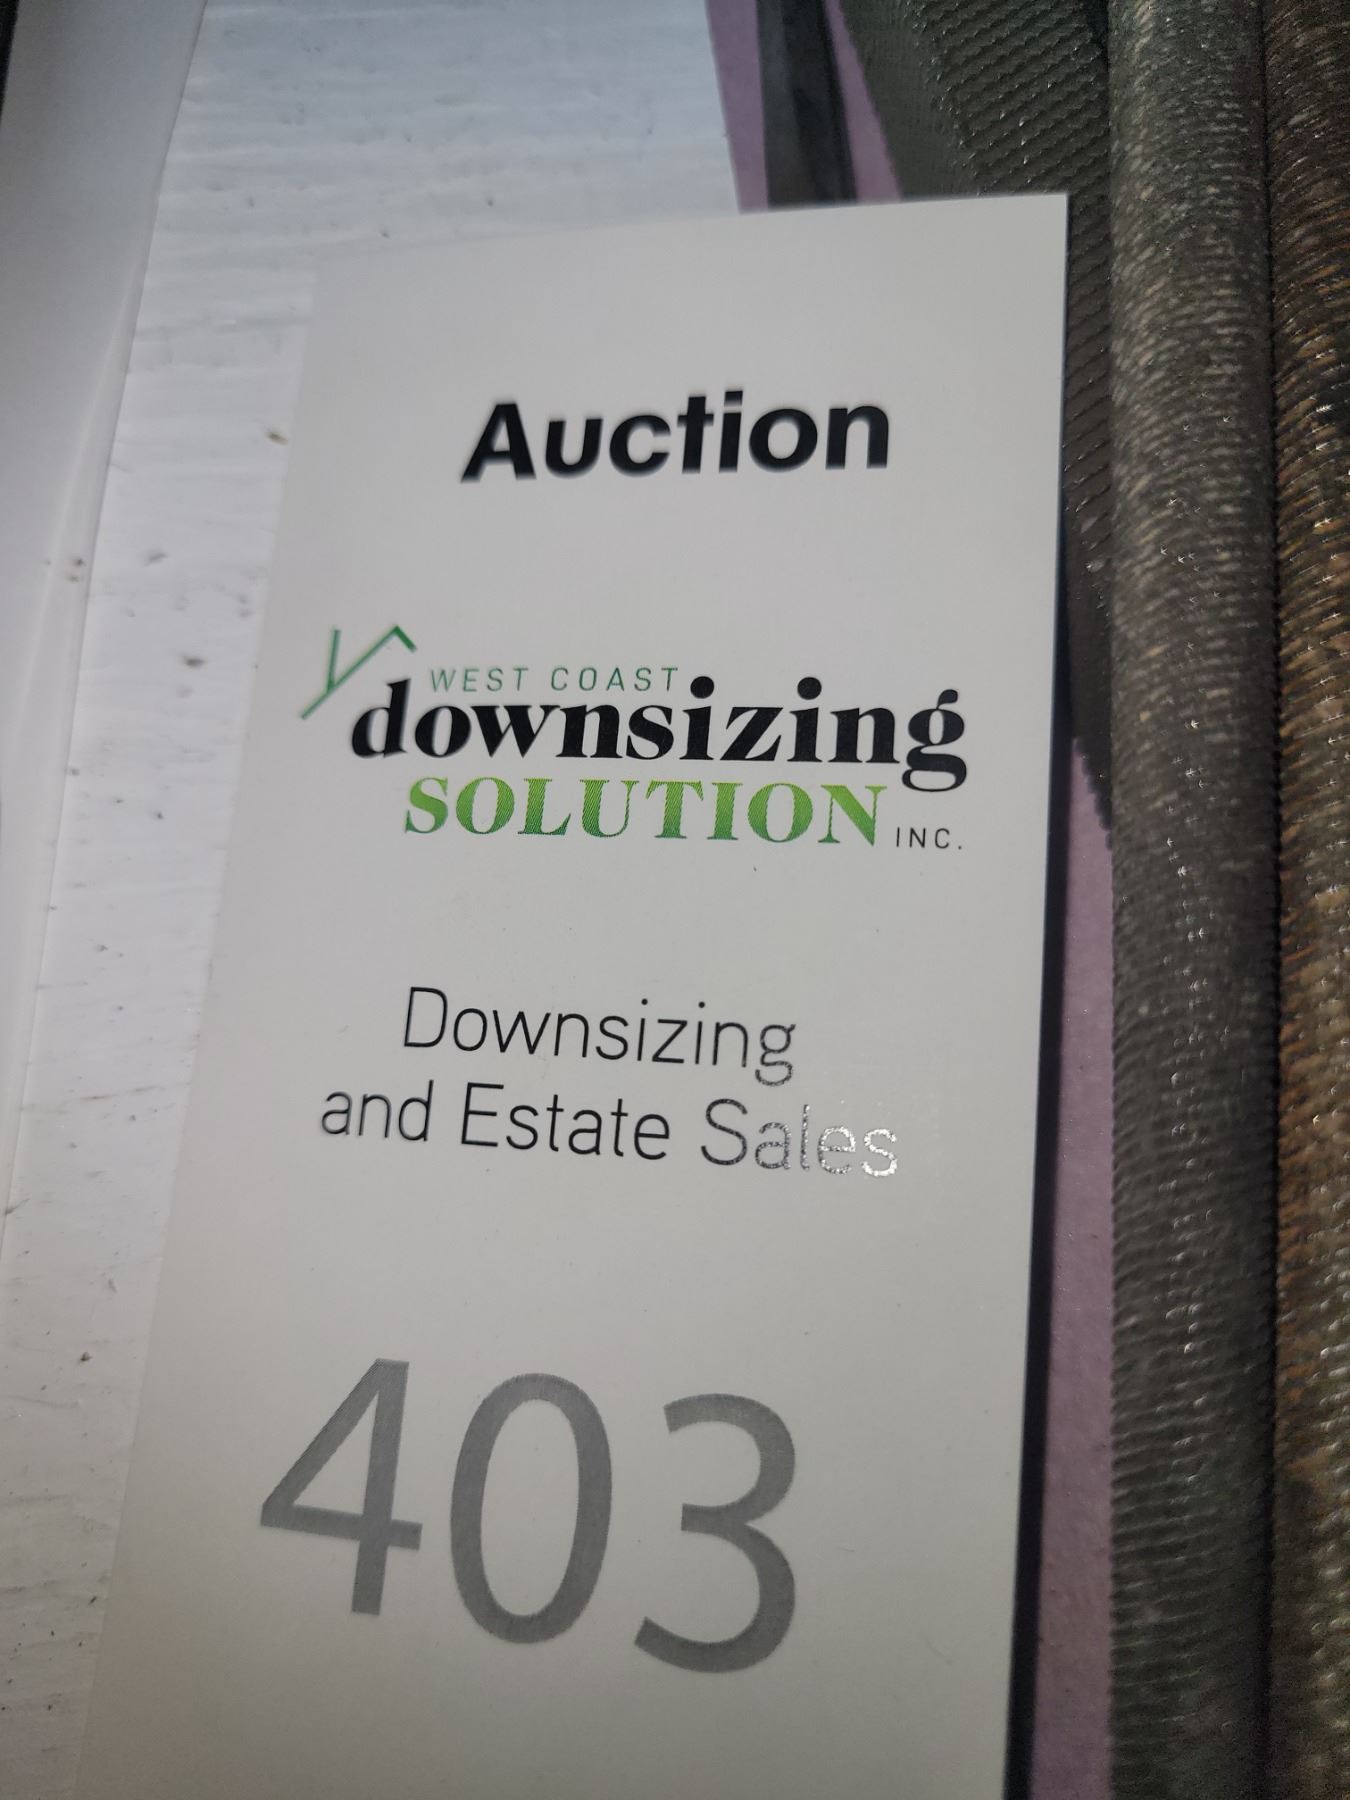 Auction
WEST COAST
downsizing
SOLUTION INC.
Downsizing
and Estate Sales
403